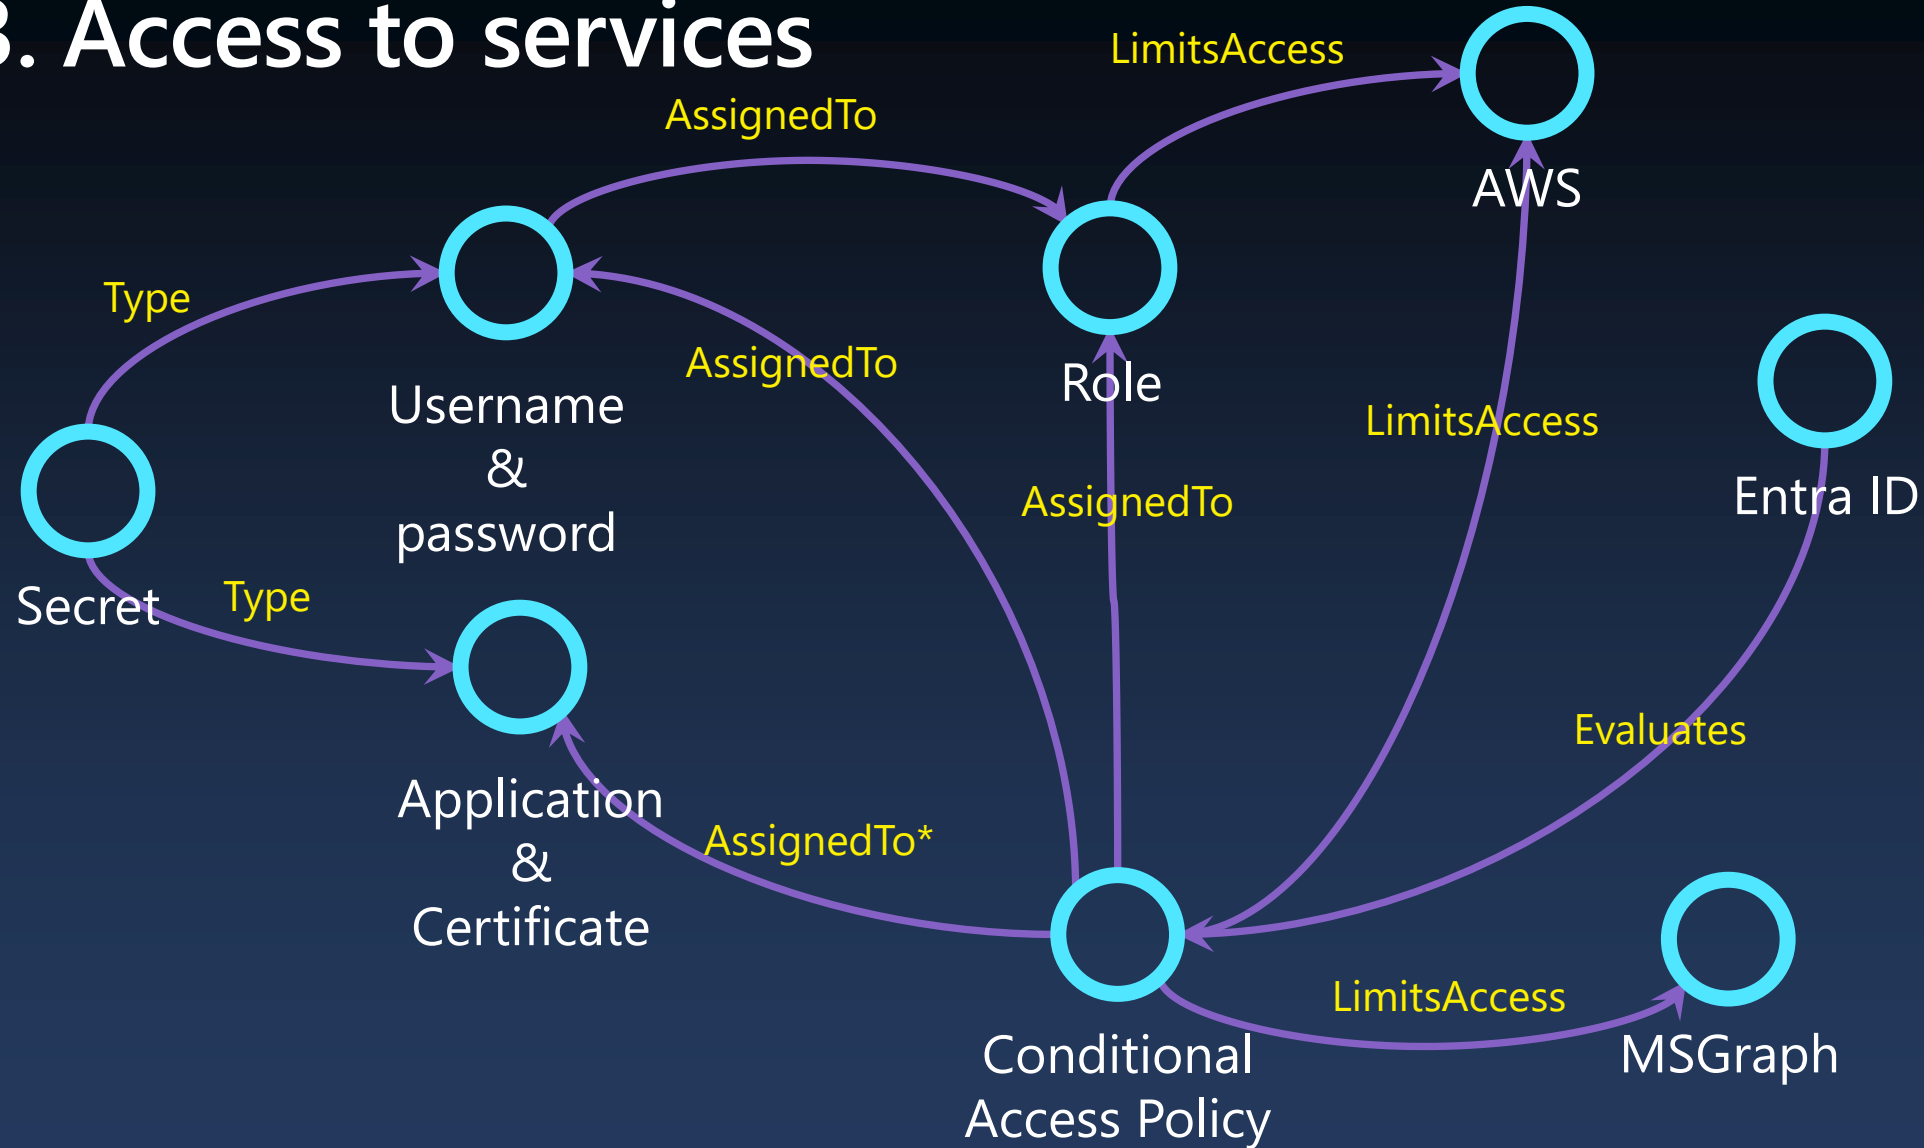 3. Access to services
LimitsAccess
AssignedTo
AWS
Type
AssignedTo
Role
Username
&
password
LimitsAccess
Entra ID
AssignedTo
Secret
Type
Evaluates
Application
&
Certificate
AssignedTo*
LimitsAccess
Conditional
Access Policy
MSGraph